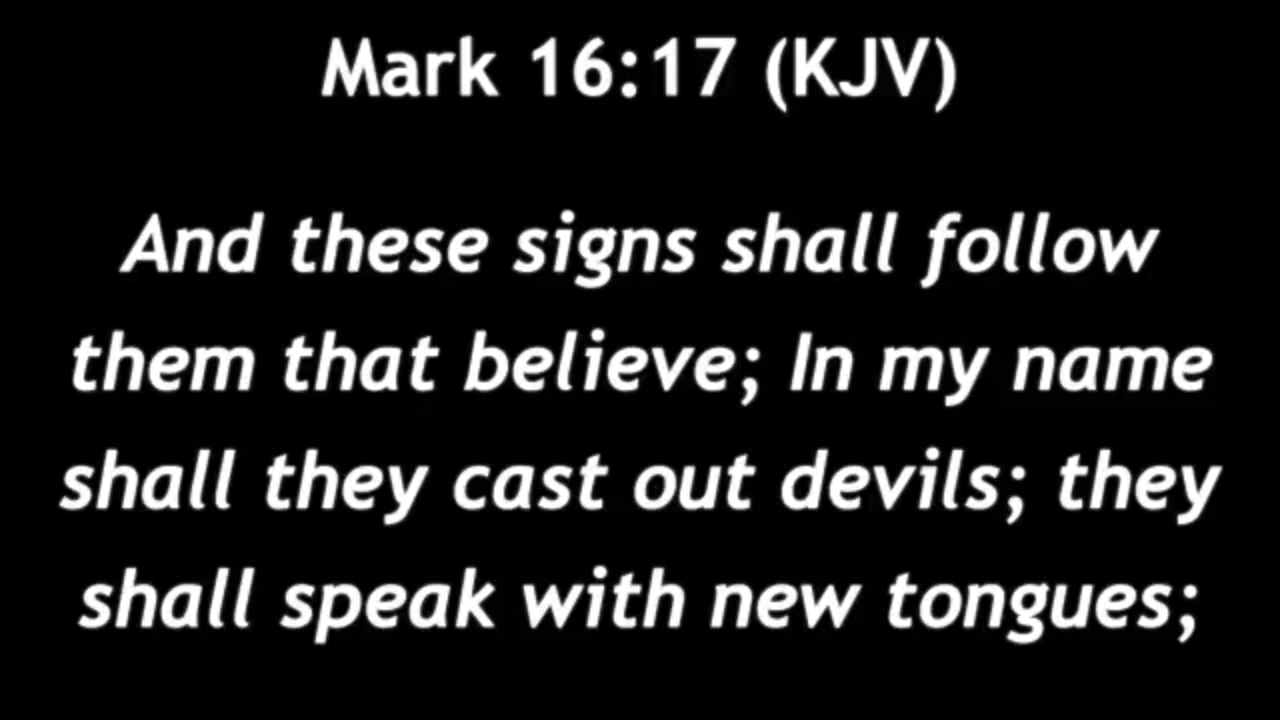 Mark 16:17 (KJV)
And these signs shall follow
them that believe; In my name
shall they cast out devils; they
shall speak with new tongues;